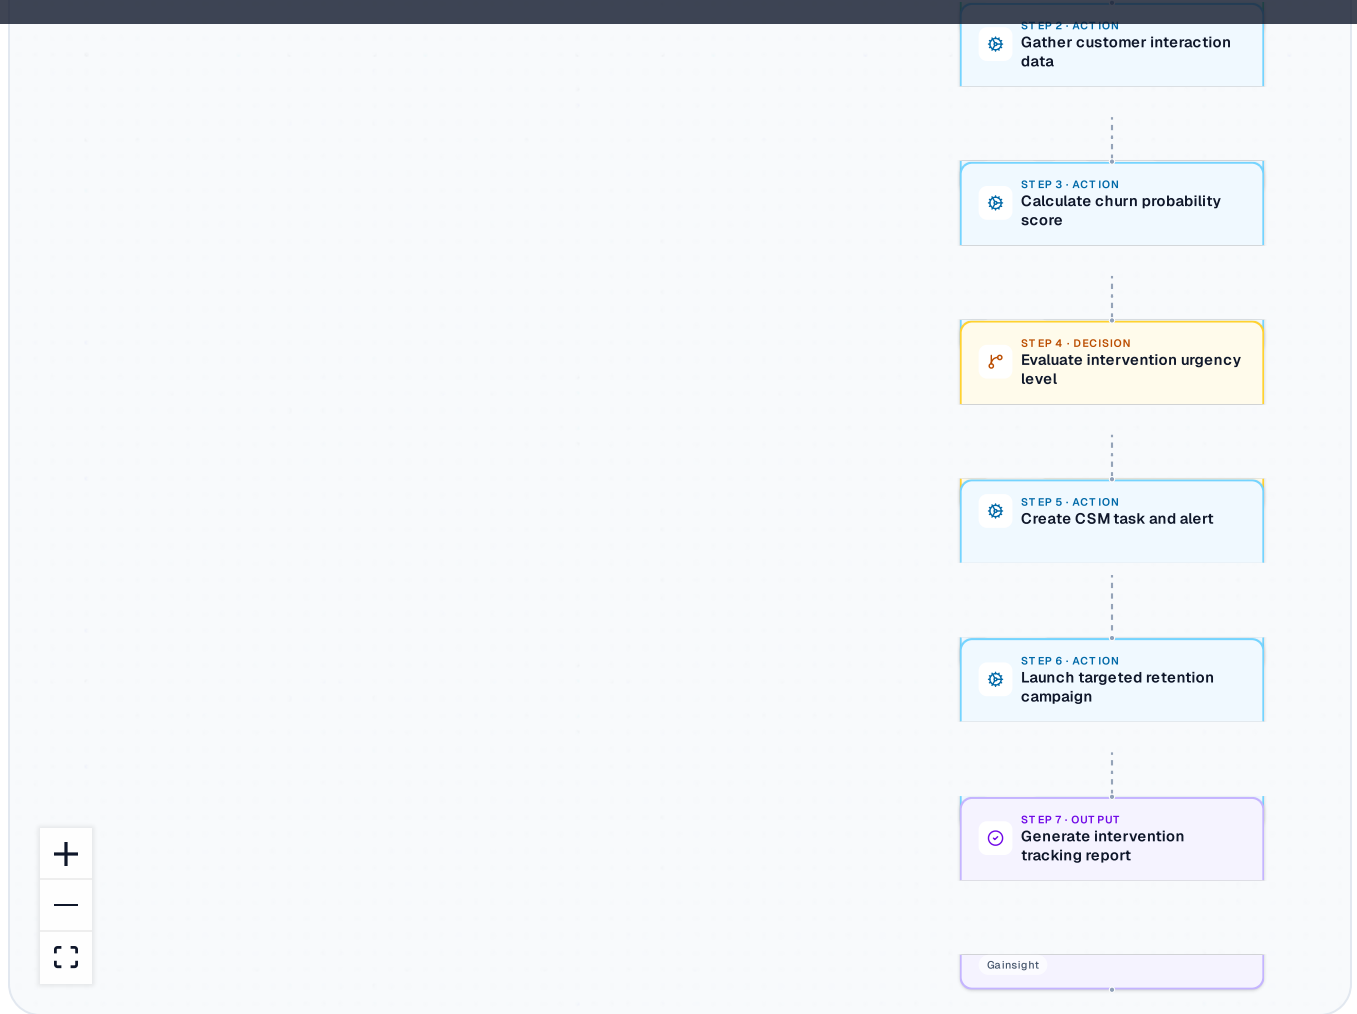 STEP 2 · ACTION
Gather customer interaction
data
STEP 3 · ACTION
Calculate churn probability
score
STEP 4 · DECISION
Evaluate intervention urgency
level
STEP 5 · ACTION
Create CSM task and alert
STEP 6 · ACTION
Launch targeted retention
campaign
STEP 7 · OUTPUT
Generate intervention
tracking report
Gainsight